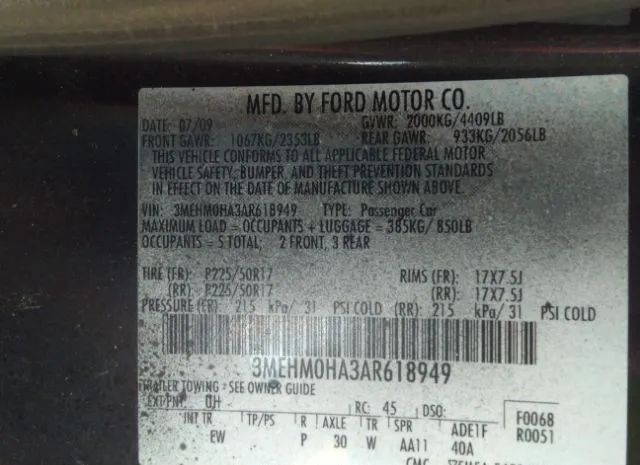 MFD. BY FORD MOTOR CO.
DATE: 07/09 GVWR: 2000KG/4409LB
FRONT GAWR: 1067KG/2353LB REAR GAWR: 933KG/2056LB
THIS VEHICLE CONFORMS TO ALL APPLICABLE FEDERAL MOTOR
VEHICLE SAFETY, BUMPER, AND THEFT PREVENTION STANDARDS
IN EFFECT ON THE DATE OF MANUFACTURE SHOWN ABOVE.
VIN: 3MEHM0HA3AR618949 TYPE: Passenger Car
MAXIMUM LOAD = OCCUPANTS + LUGGAGE = 385KG/ 850LB
OCCUPANTS = 5 TOTAL, 2 FRONT, 3 REAR
TIRE (FR): P225/50R17 RIMS (FR): 17X7.5J
(RR): P225/50R17 (RR): 17X7.5J
PRESSURE (FR): 215 kPa/ 31 PSI COLD (RR): 215 kPa/ 31 PSI COLD
3MEHM0HA3AR618949
TRAILER TOWING - SEE OWNER GUIDE
EXT/PNT: RC: 45 DSO: F0068
INT TR TP/PS R AXLE TR SPR ADE1F R0051
EW P 30 W AA11 40A